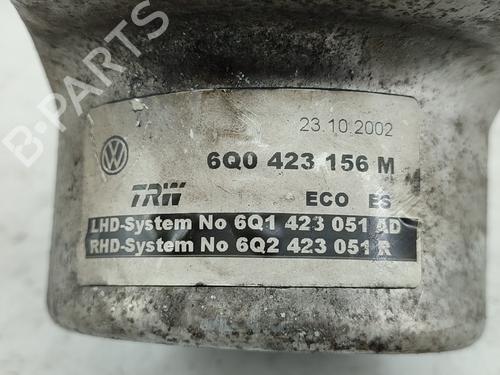 B-PARTS
23.10.2002
6Q0 423 156 M
TRW ECO ES
LHD-System No 6Q1 423 051 AD
RHD-System No 6Q2 423 051 R